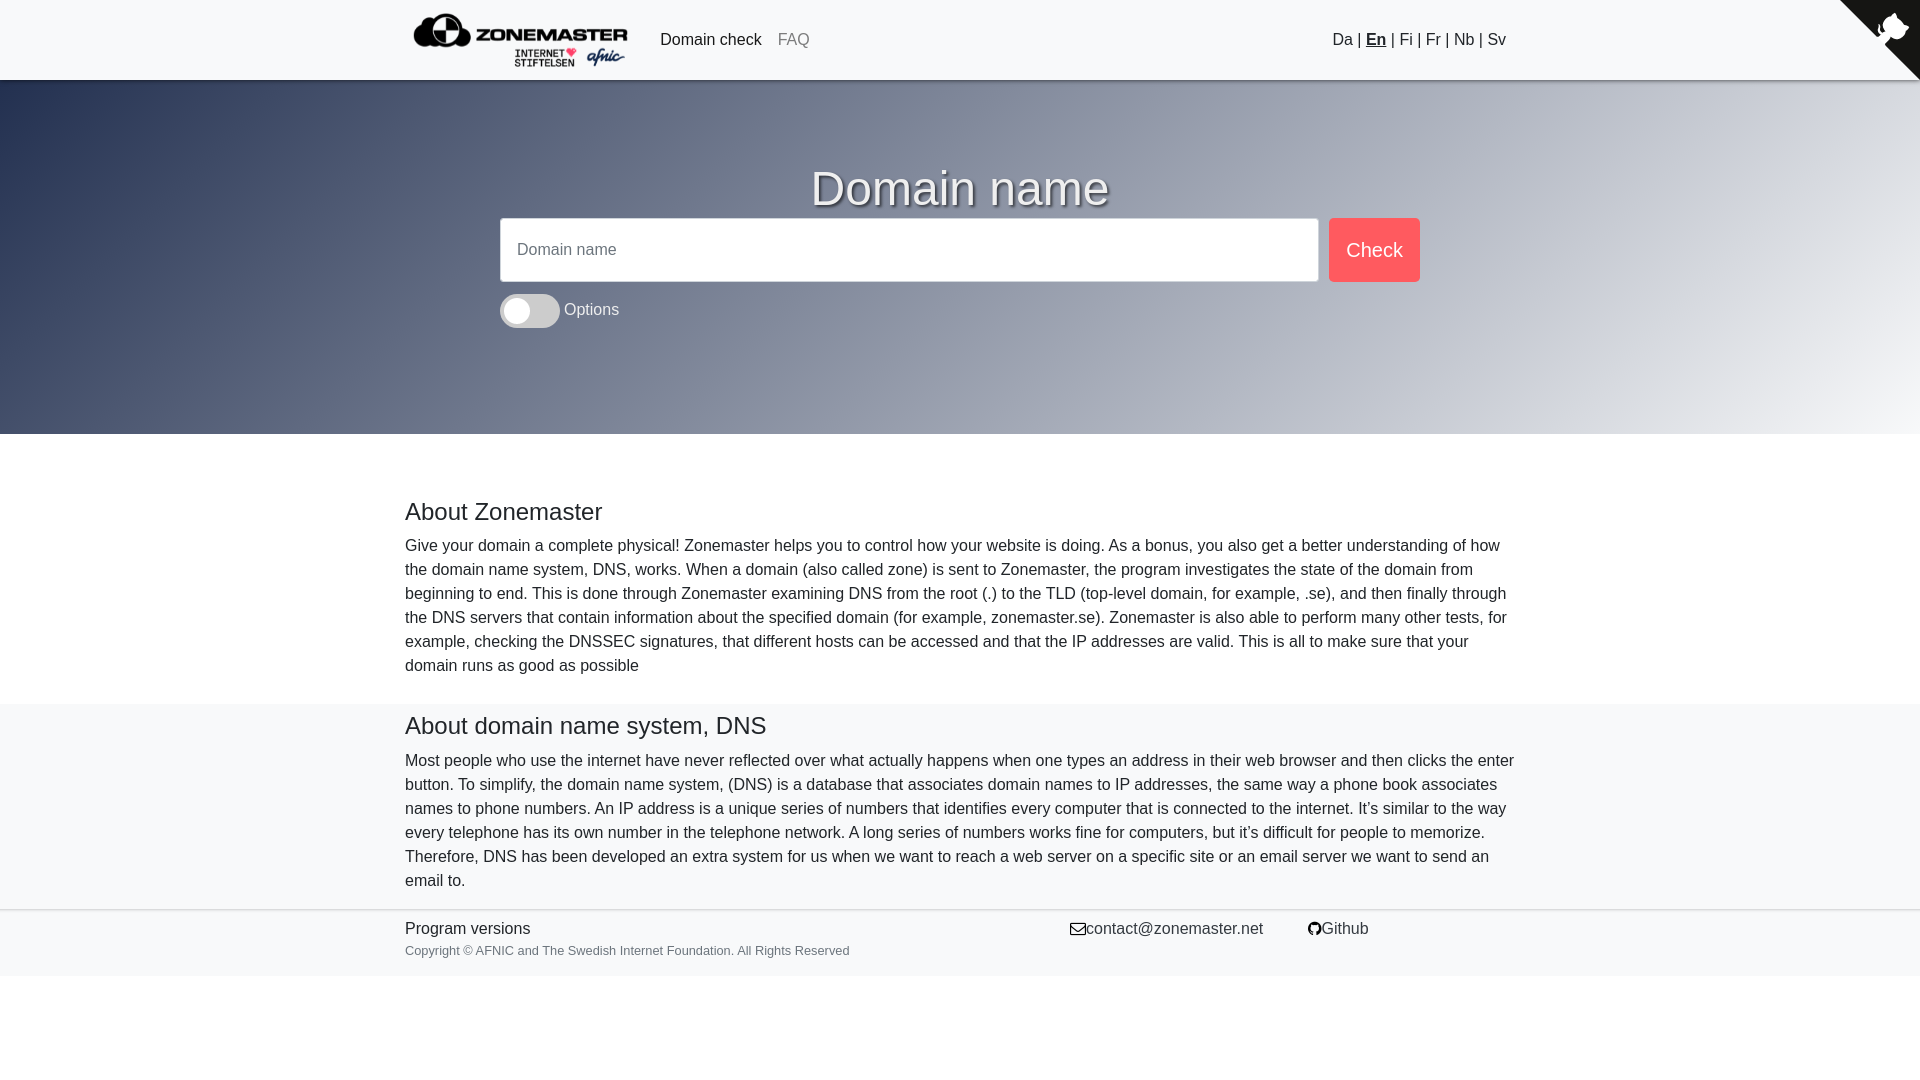 ZONEMASTER
INTERNET
STIFTELSEN
afnic
Domain check
FAQ
Da | En | Fi | Fr | Nb | Sv
Domain name
Domain name
Check
Options
About Zonemaster
Give your domain a complete physical! Zonemaster helps you to control how your website is doing. As a bonus, you also get a better understanding of how
the domain name system, DNS, works. When a domain (also called zone) is sent to Zonemaster, the program investigates the state of the domain from
beginning to end. This is done through Zonemaster examining DNS from the root (.) to the TLD (top-level domain, for example, .se), and then finally through
the DNS servers that contain information about the specified domain (for example, zonemaster.se). Zonemaster is also able to perform many other tests, for
example, checking the DNSSEC signatures, that different hosts can be accessed and that the IP addresses are valid. This is all to make sure that your
domain runs as good as possible
About domain name system, DNS
Most people who use the internet have never reflected over what actually happens when one types an address in their web browser and then clicks the enter
button. To simplify, the domain name system, (DNS) is a database that associates domain names to IP addresses, the same way a phone book associates
names to phone numbers. An IP address is a unique series of numbers that identifies every computer that is connected to the internet. It’s similar to the way
every telephone has its own number in the telephone network. A long series of numbers works fine for computers, but it’s difficult for people to memorize.
Therefore, DNS has been developed an extra system for us when we want to reach a web server on a specific site or an email server we want to send an
email to.
Program versions
contact@zonemaster.net
Github
Copyright © AFNIC and The Swedish Internet Foundation. All Rights Reserved